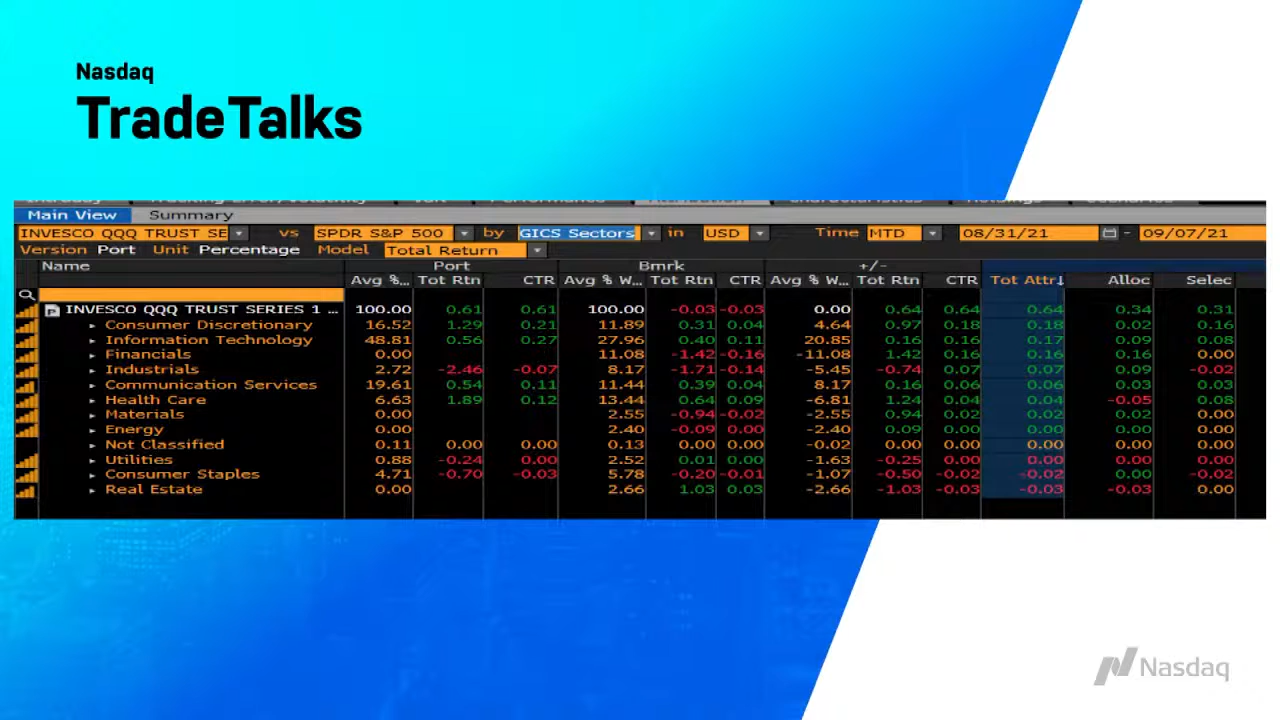 Nasdaq
TradeTalks
Main View Summary
INVESCO QQQ TRUST SE vs SPDR S&P 500 by GICS Sectors in USD Time MTD 08/31/21 - 09/07/21
Version Port Unit Percentage Model Total Return
Name Port Bmrk +/-
Avg %... Tot Rtn CTR Avg % W... Tot Rtn CTR Avg % W... Tot Rtn CTR Tot Attr↓ Alloc Selec
INVESCO QQQ TRUST SERIES 1 ... 100.00 0.61 0.61 100.00 -0.03 -0.03 0.00 0.64 0.64 0.64 0.34 0.31
Consumer Discretionary 16.52 1.29 0.21 11.89 0.31 0.04 4.64 0.97 0.18 0.18 0.02 0.16
Information Technology 48.81 0.56 0.27 27.96 0.40 0.11 20.85 0.16 0.16 0.17 0.09 0.08
Financials 0.00 11.08 -1.42 -0.16 -11.08 1.42 0.16 0.16 0.16 0.00
Industrials 2.72 -2.46 -0.07 8.17 -1.71 -0.14 -5.45 -0.74 0.07 0.07 0.09 -0.02
Communication Services 19.61 0.54 0.11 11.44 0.39 0.04 8.17 0.16 0.06 0.06 0.03 0.03
Health Care 6.63 1.89 0.12 13.44 0.64 0.09 -6.81 1.24 0.04 0.04 -0.05 0.08
Materials 0.00 2.55 -0.94 -0.02 -2.55 0.94 0.02 0.02 0.02 0.00
Energy 0.00 2.40 -0.09 0.00 -2.40 0.09 0.00 0.00 0.00 0.00
Not Classified 0.11 0.00 0.00 0.13 0.00 0.00 -0.02 0.00 0.00 0.00 0.00 0.00
Utilities 0.88 -0.24 0.00 2.52 0.01 0.00 -1.63 -0.25 0.00 0.00 0.00 0.00
Consumer Staples 4.71 -0.70 -0.03 5.78 -0.20 -0.01 -1.07 -0.50 -0.02 -0.02 0.00 -0.02
Real Estate 0.00 2.66 1.03 0.03 -2.66 -1.03 -0.03 -0.03 -0.03 0.00
Nasdaq